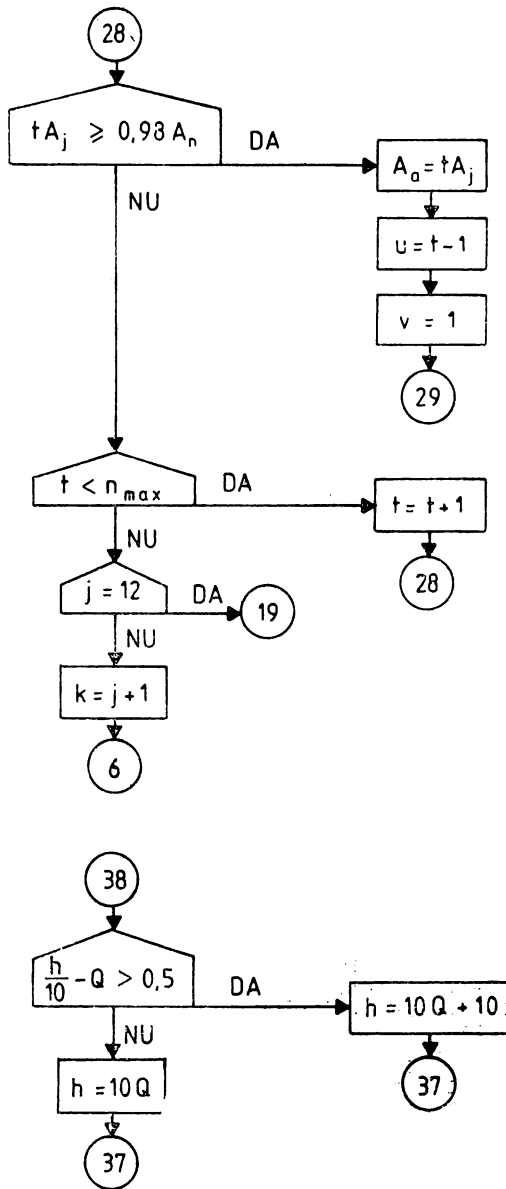 28
tA_j ≥ 0,98 A_n
DA
A_a = tA_j
NU
u = t-1
v = 1
29
t < n_max
DA
t = t + 1
NU
28
j = 12
DA
19
NU
k = j + 1
6
38
h/10 - Q > 0,5
DA
h = 10 Q + 10
NU
37
h = 10 Q
37